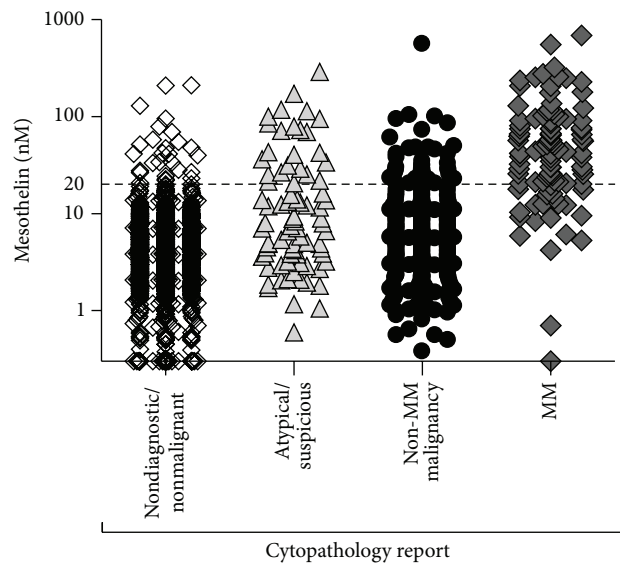 1000
100
20
10
1
Mesothelin (nM)
Nondiagnostic/
nonmalignant
Atypical/
suspicious
Non-MM
malignancy
MM
Cytopathology report